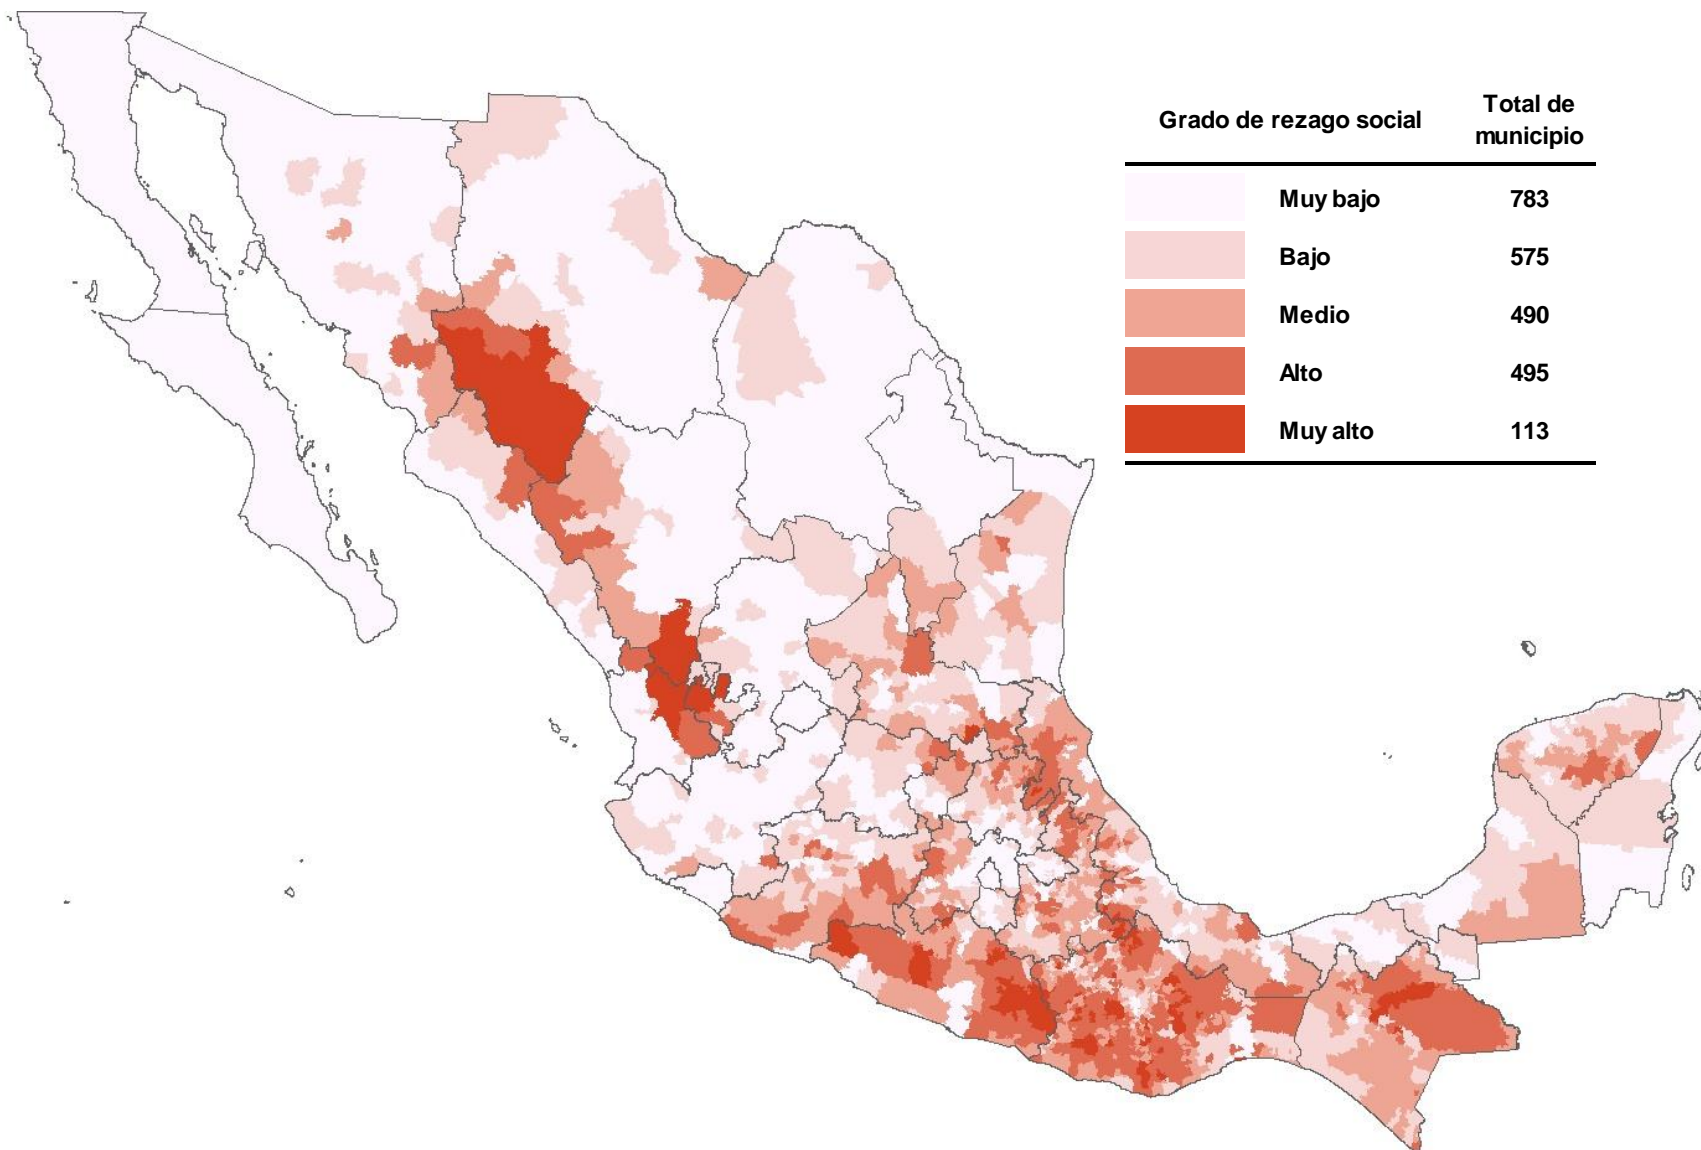 Grado de rezago social
Total de
municipio
Muy bajo 783
Bajo 575
Medio 490
Alto 495
Muy alto 113